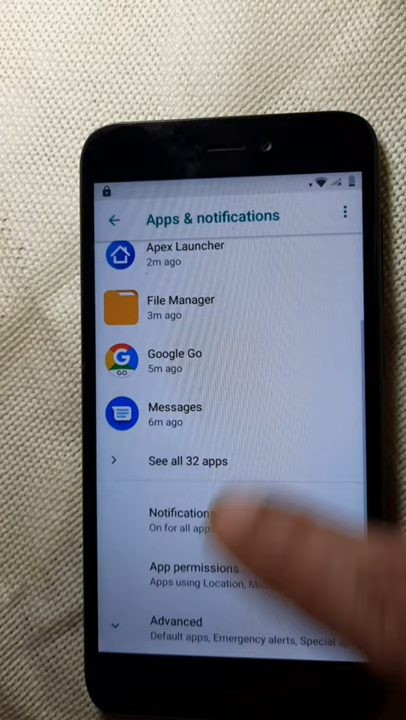 Apps & notifications
Apex Launcher
2m ago
File Manager
3m ago
G
GO
Google Go
5m ago
Messages
6m ago
See all 32 apps
Notification
On for all app
App permissions
Apps using Location,
Advanced
Default apps, Emergency alerts, Special